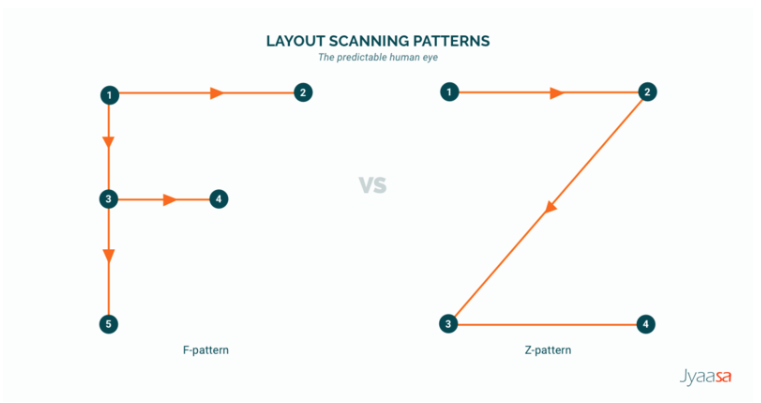 LAYOUT SCANNING PATTERNS
The predictable human eye
1 2
3 4
5
F-pattern
VS
1 2
3 4
Z-pattern
Jyaasa